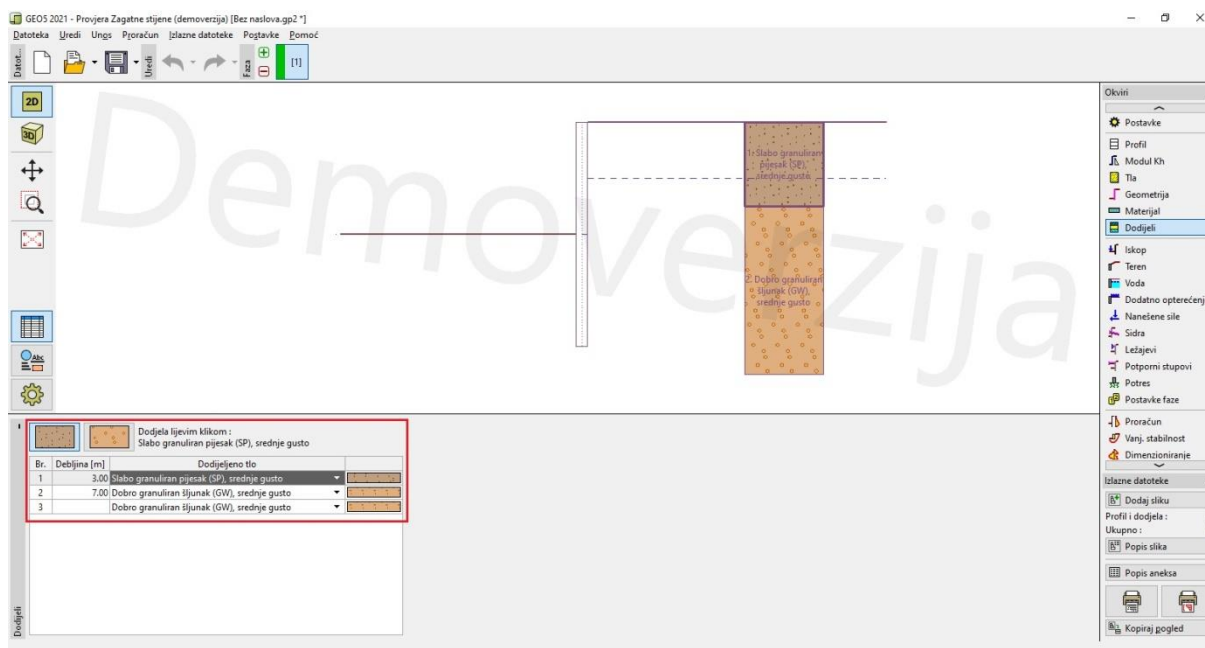 GEO5 2021 - Provjera Zagatne stijene (demoverzija) [Bez naslova.gp2 *]
Datoteka Uredi Unos Proračun Izlazne datoteke Postavke Pomoć
Datot...
Uredi
Faza
[1]
2D
3D
Abc
Demoverzija
1. Slabo granuliran
pijesak (SP),
srednje gusto
2. Dobro granuliran
šljunak (GW),
srednje gusto
Okviri
Postavke
Profil
Modul Kh
Tla
Geometrija
Materijal
Dodijeli
Iskop
Teren
Voda
Dodatno opterećenj
Nanešene sile
Sidra
Ležajevi
Potporni stupovi
Potres
Postavke faze
Proračun
Vanj. stabilnost
Dimenzioniranje
Izlazne datoteke
Dodaj sliku
Profil i dodjela :
Ukupno :
Popis slika
Popis aneksa
Kopiraj pogled
Dodijeli
Dodjela lijevim klikom :
Slabo granuliran pijesak (SP), srednje gusto
Br. Debljina [m] Dodijeljeno tlo
1 3.00 Slabo granuliran pijesak (SP), srednje gusto
2 7.00 Dobro granuliran šljunak (GW), srednje gusto
3 Dobro granuliran šljunak (GW), srednje gusto